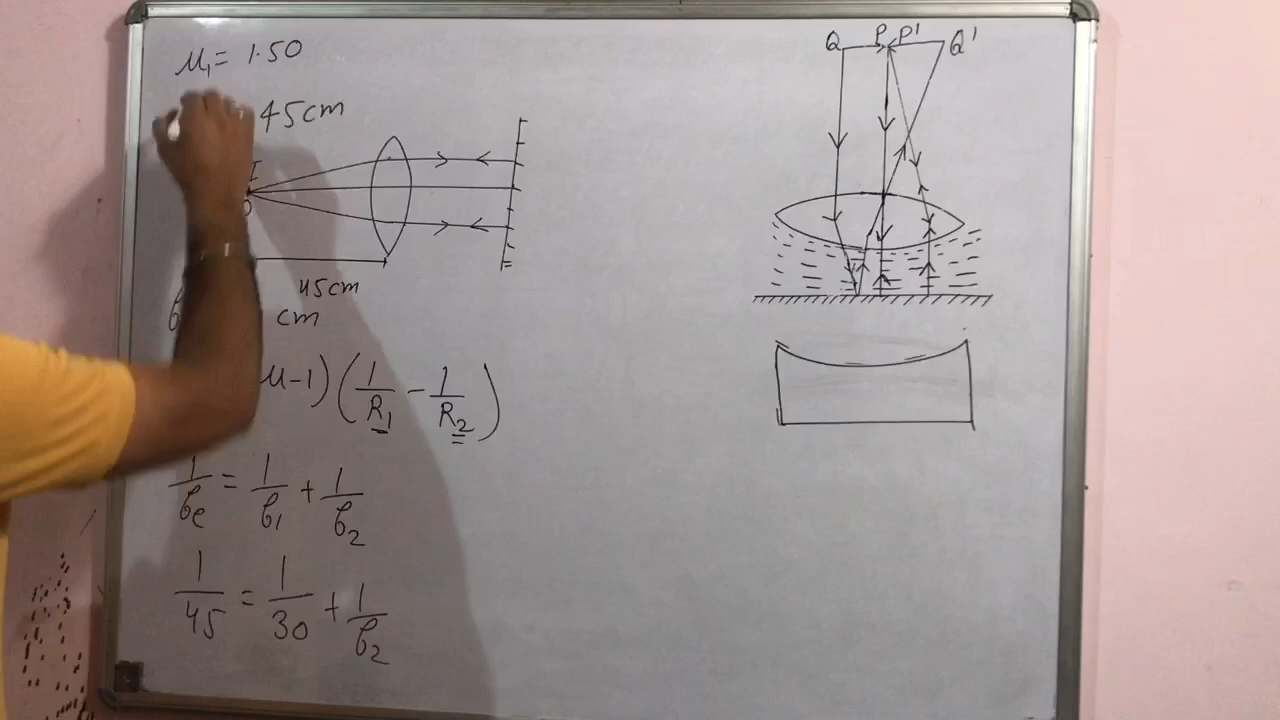 μ₁ = 1.50
45cm
I
O
45cm
cm
μ-1) (1/R₁ - 1/R₂)
1/fe = 1/f₁ + 1/f₂
1/45 = 1/30 + 1/f₂
Q P P' Q'